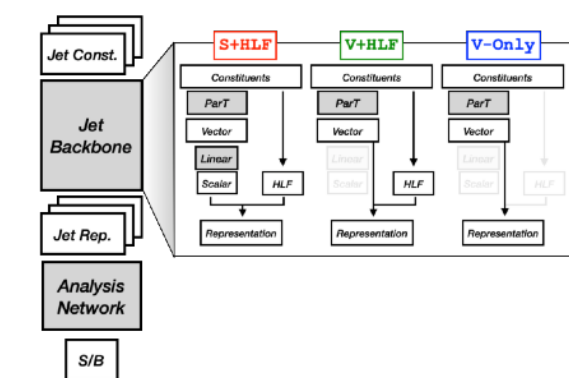 Jet Const.
Jet
Backbone
Jet Rep.
Analysis
Network
S/B
S+HLF
Constituents
ParT
Vector
Linear
Scalar
HLF
Representation
V+HLF
Constituents
ParT
Vector
Linear
Scalar
HLF
Representation
V-Only
Constituents
ParT
Vector
Linear
Scalar
HLF
Representation